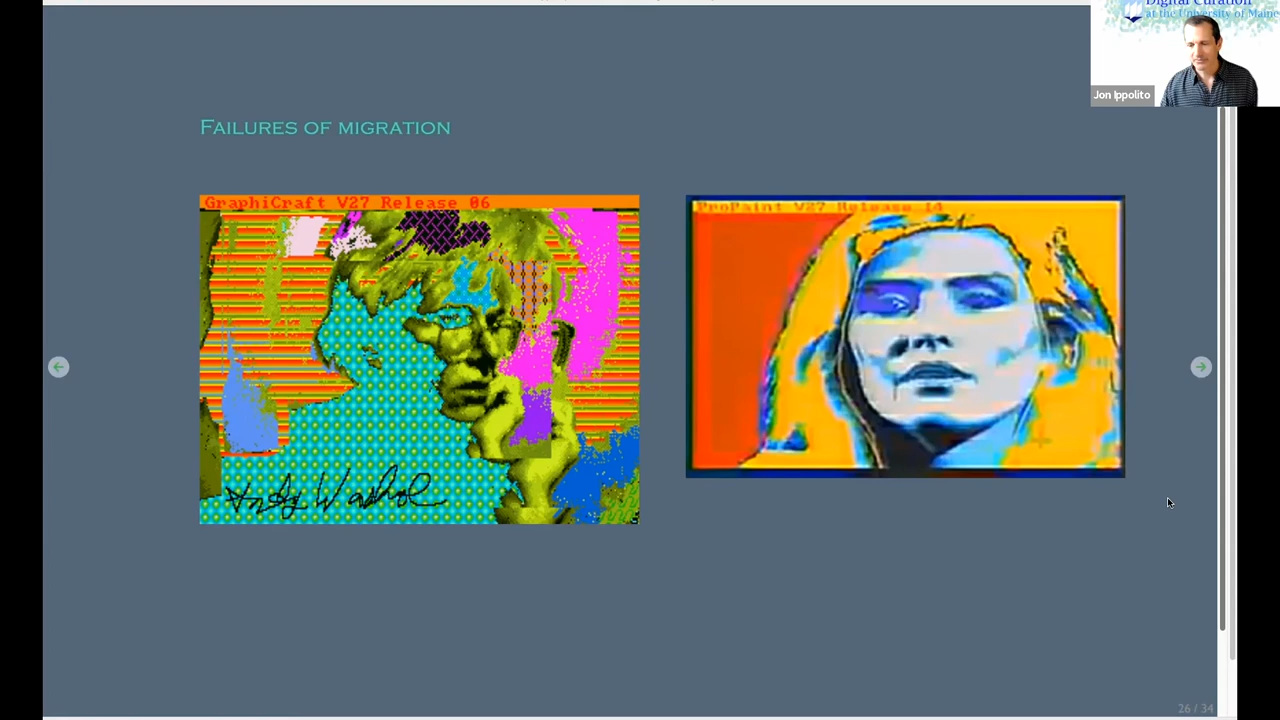 Digital Curation
at the University of Maine
Jon Ippolito
FAILURES OF MIGRATION
GraphiCraft V27 Release 06
ProPaint V27 Release 14
Andy Warhol
26 / 34